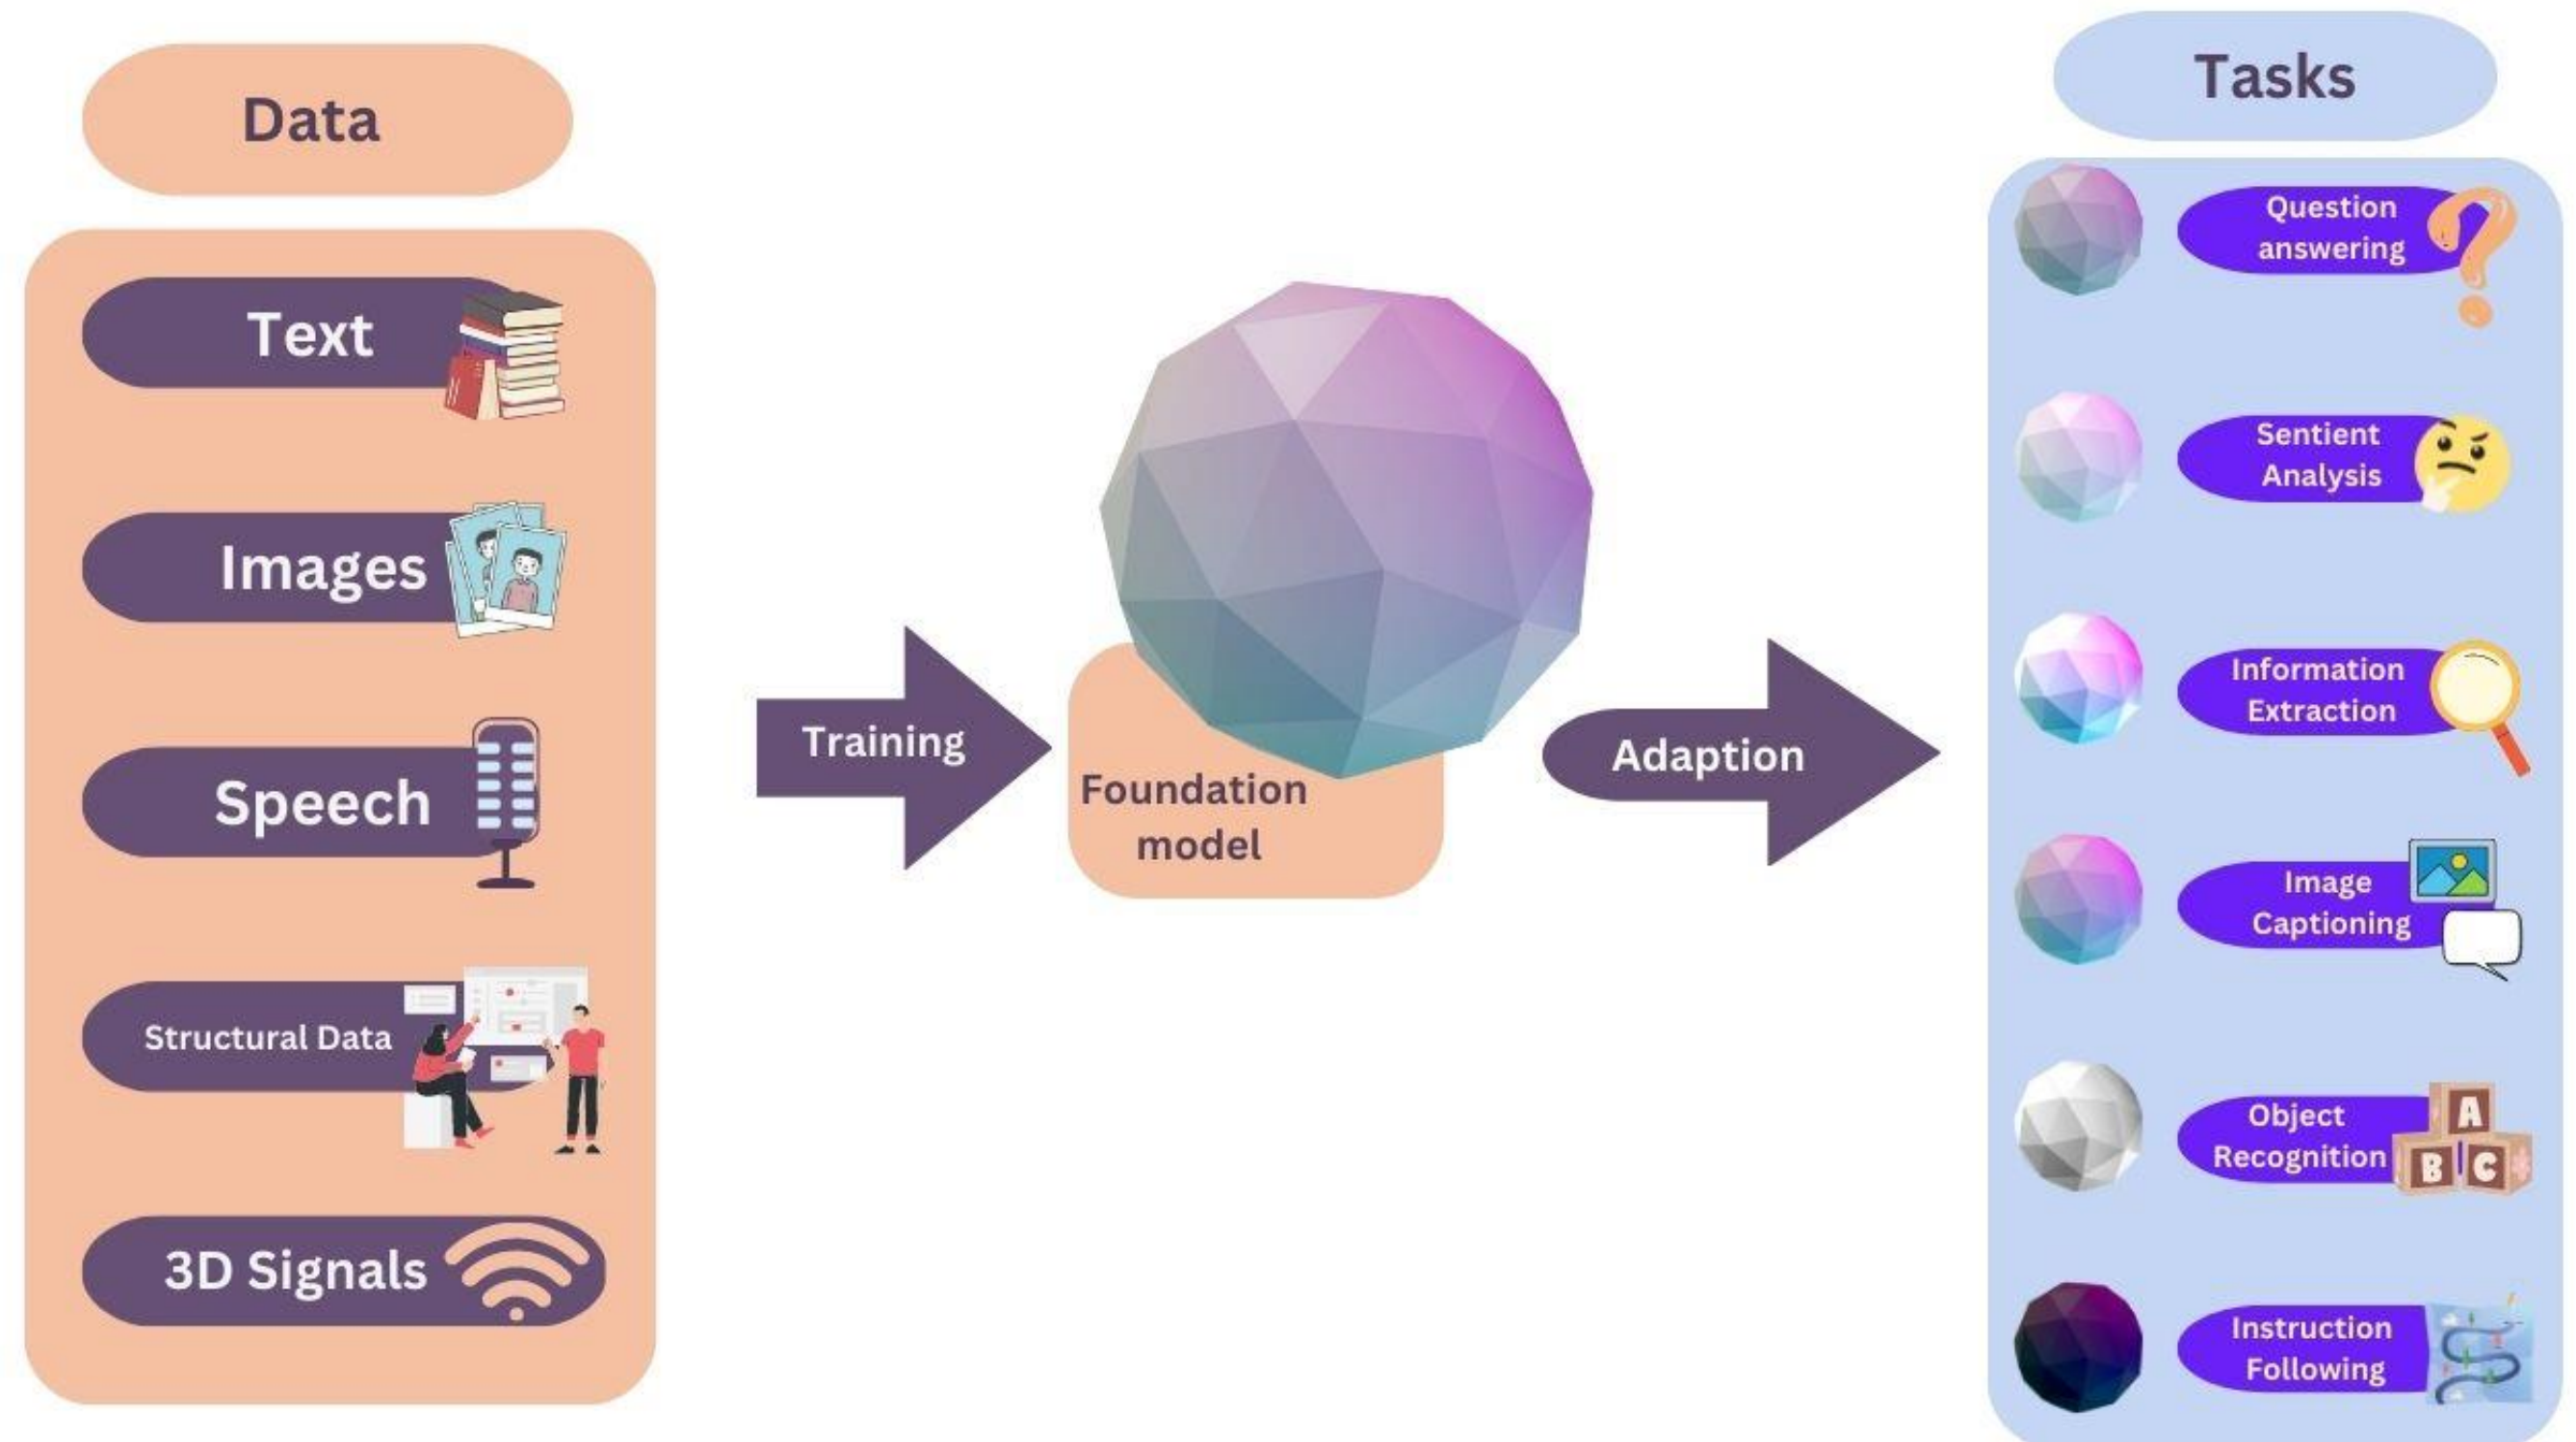 Data
Text
Images
Speech
Structural Data
3D Signals
Training
Foundation
model
Adaption
Tasks
Question
answering
Sentient
Analysis
Information
Extraction
Image
Captioning
Object
Recognition
A
B C
Instruction
Following